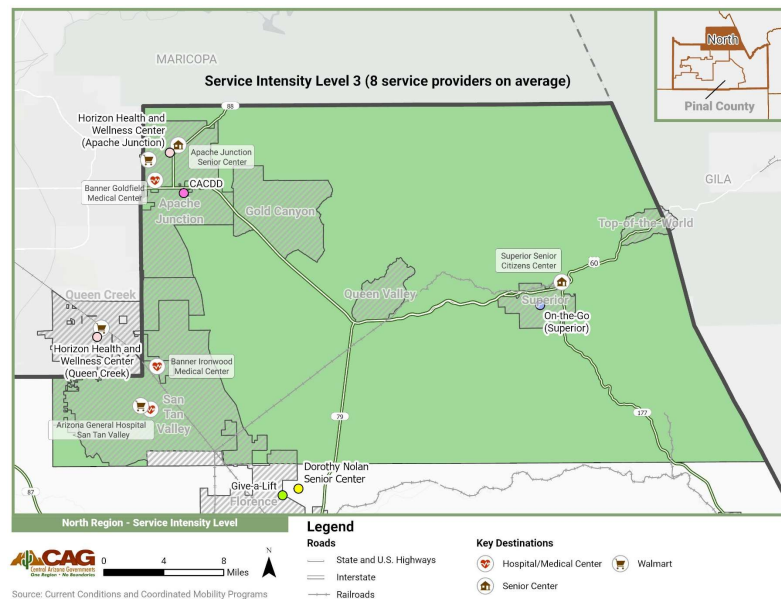 MARICOPA
North
Pinal County
Service Intensity Level 3 (8 service providers on average)
88
Horizon Health and
Wellness Center
(Apache Junction)
Apache Junction
Senior Center
Banner Goldfield
Medical Center
CACDD
Apache
Junction
Gold Canyon
GILA
Top-of-the-World
Superior Senior
Citizens Center
60
Queen Creek
Queen Valley
Superior
On-the-Go
(Superior)
Horizon Health and
Wellness Center
(Queen Creek)
Banner Ironwood
Medical Center
San
Tan
Valley
Arizona General Hospital
- San Tan Valley
79
177
Dorothy Nolan
Senior Center
Give-a-Lift
Florence
87
North Region - Service Intensity Level
Legend
Roads
State and U.S. Highways
Interstate
Railroads
Key Destinations
Hospital/Medical Center
Walmart
Senior Center
CAG
Central Arizona Governments
One Region • No Boundaries
0 4 8
Miles
N
Source: Current Conditions and Coordinated Mobility Programs